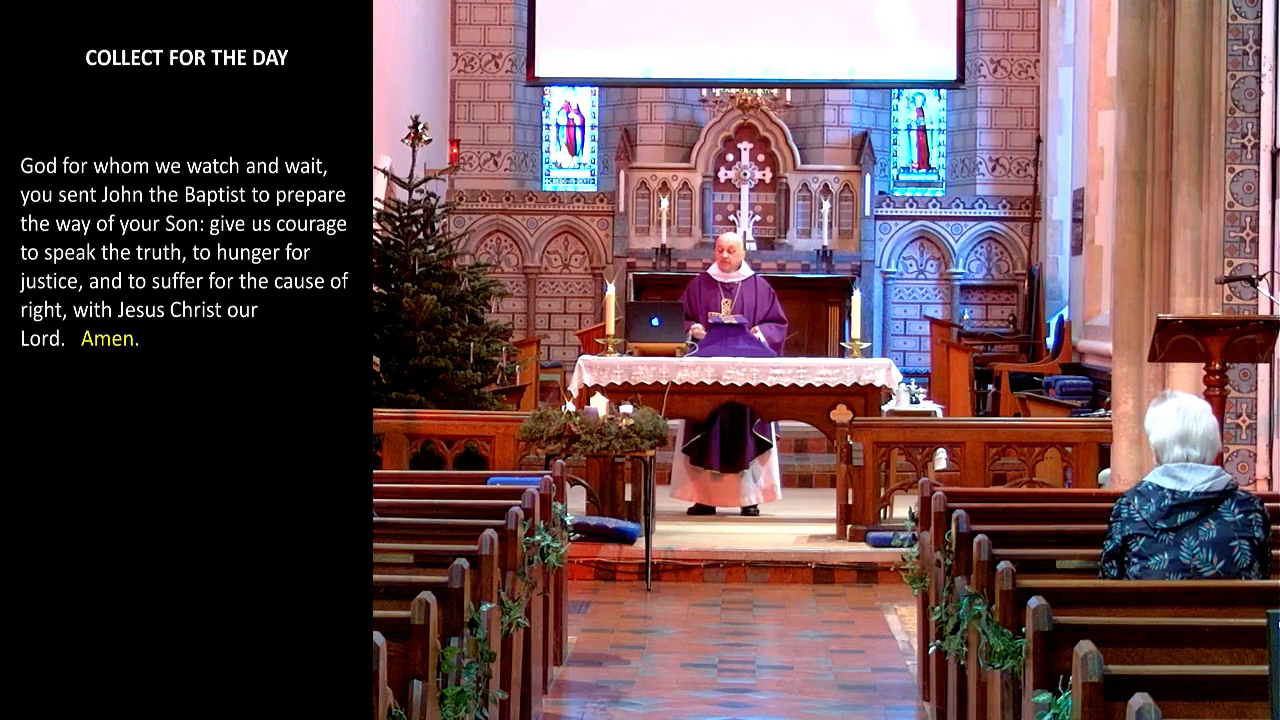 COLLECT FOR THE DAY
God for whom we watch and wait,
you sent John the Baptist to prepare
the way of your Son: give us courage
to speak the truth, to hunger for
justice, and to suffer for the cause of
right, with Jesus Christ our
Lord. Amen.